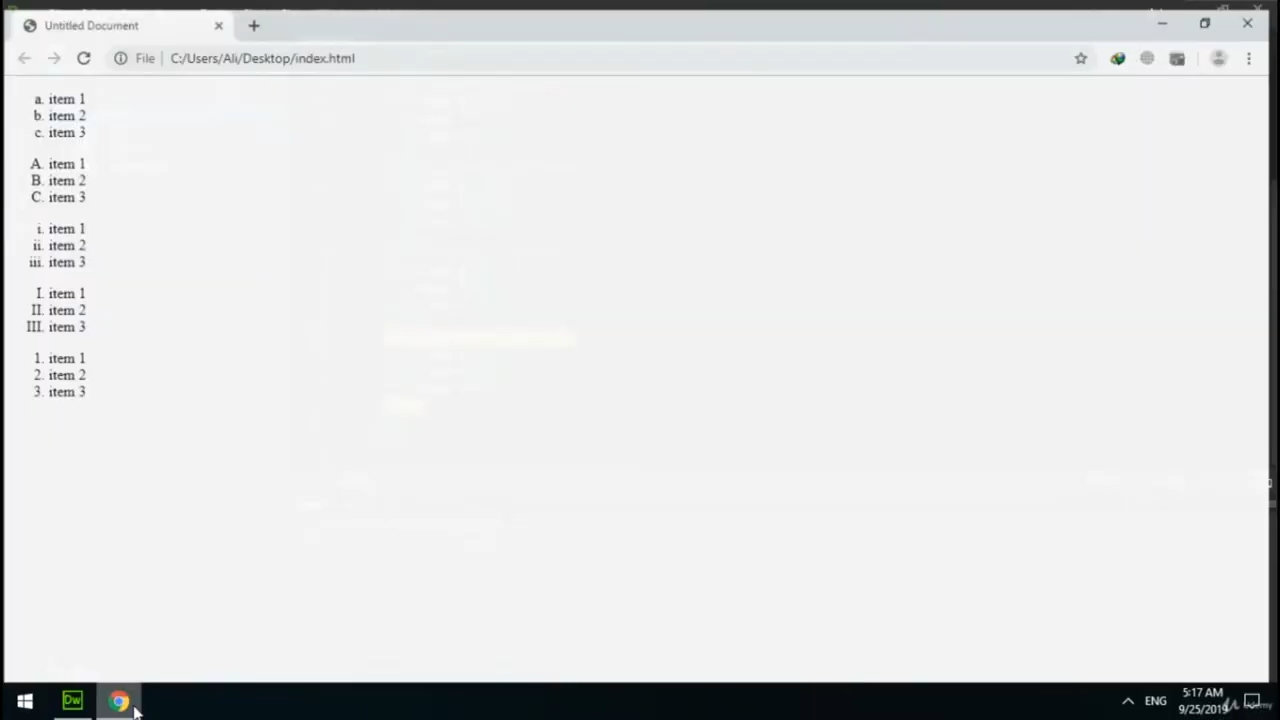 Untitled Document
File
C:/Users/Ali/Desktop/index.html
a. item 1
b. item 2
c. item 3
A. item 1
B. item 2
C. item 3
i. item 1
ii. item 2
iii. item 3
I. item 1
II. item 2
III. item 3
1. item 1
2. item 2
3. item 3
Dw
ENG
5:17 AM
9/25/2019